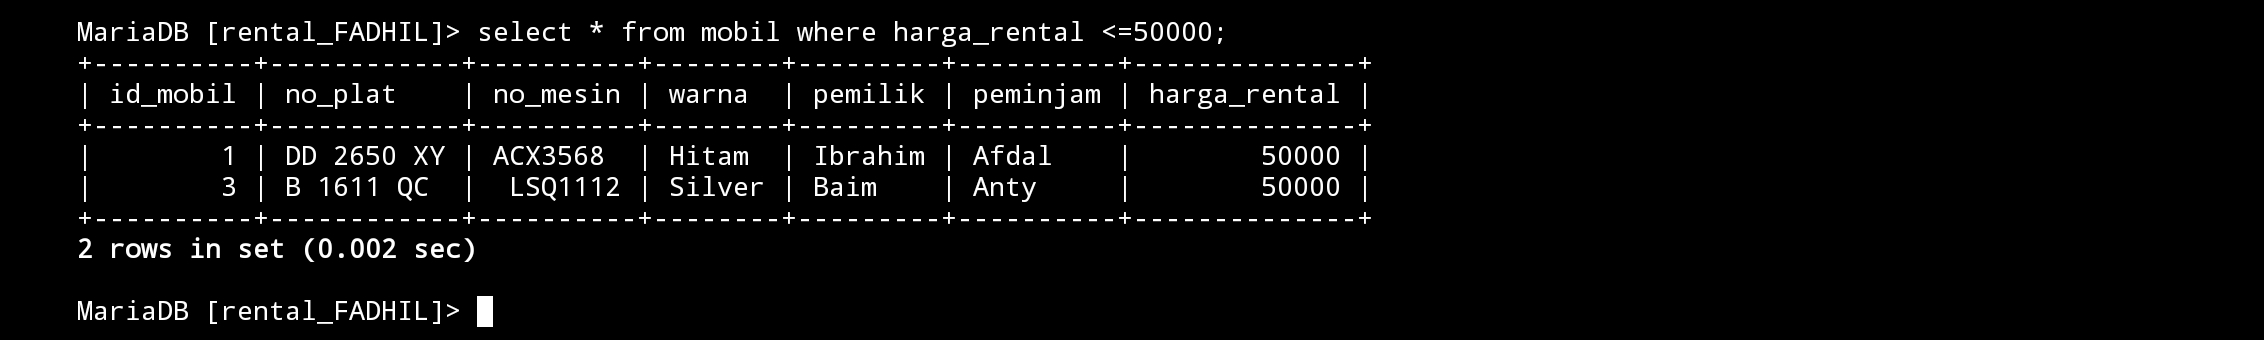 MariaDB [rental_FADHIL]> select * from mobil where harga_rental <=50000;
+----------+------------+----------+--------+---------+----------+--------------+
| id_mobil | no_plat    | no_mesin | warna  | pemilik | peminjam | harga_rental |
+----------+------------+----------+--------+---------+----------+--------------+
|        1 | DD 2650 XY | ACX3568  | Hitam  | Ibrahim | Afdal    |        50000 |
|        3 | B 1611 QC  |  LSQ1112 | Silver | Baim    | Anty     |        50000 |
+----------+------------+----------+--------+---------+----------+--------------+
2 rows in set (0.002 sec)
MariaDB [rental_FADHIL]>